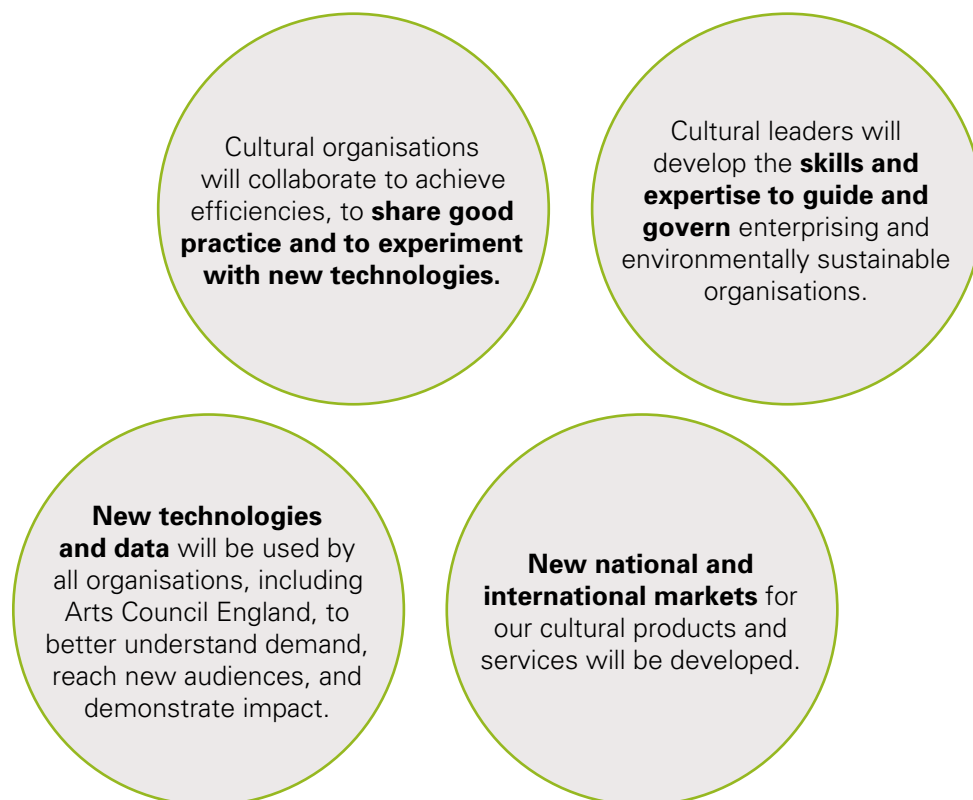 Cultural organisations
will collaborate to achieve
efficiencies, to share good
practice and to experiment
with new technologies.
Cultural leaders will
develop the skills and
expertise to guide and
govern enterprising and
environmentally sustainable
organisations.
New technologies
and data will be used by
all organisations, including
Arts Council England, to
better understand demand,
reach new audiences, and
demonstrate impact.
New national and
international markets for
our cultural products and
services will be developed.